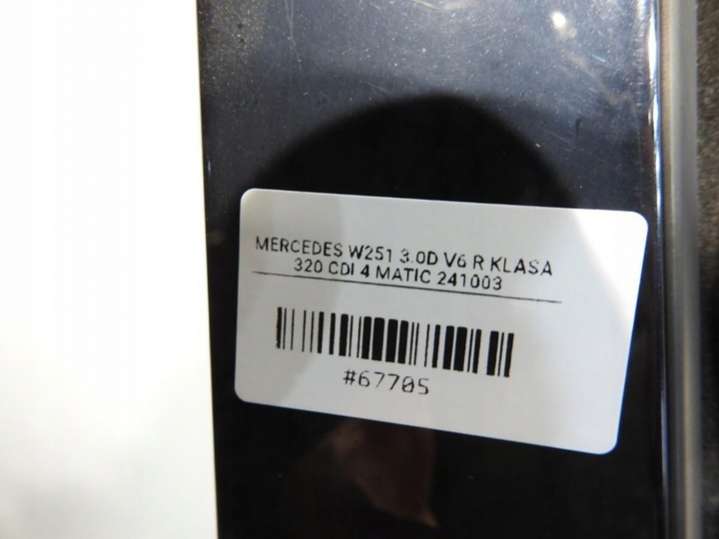 MERCEDES W251 3.0D V6 R KLASA
320 CDI 4 MATIC 241003
#67705